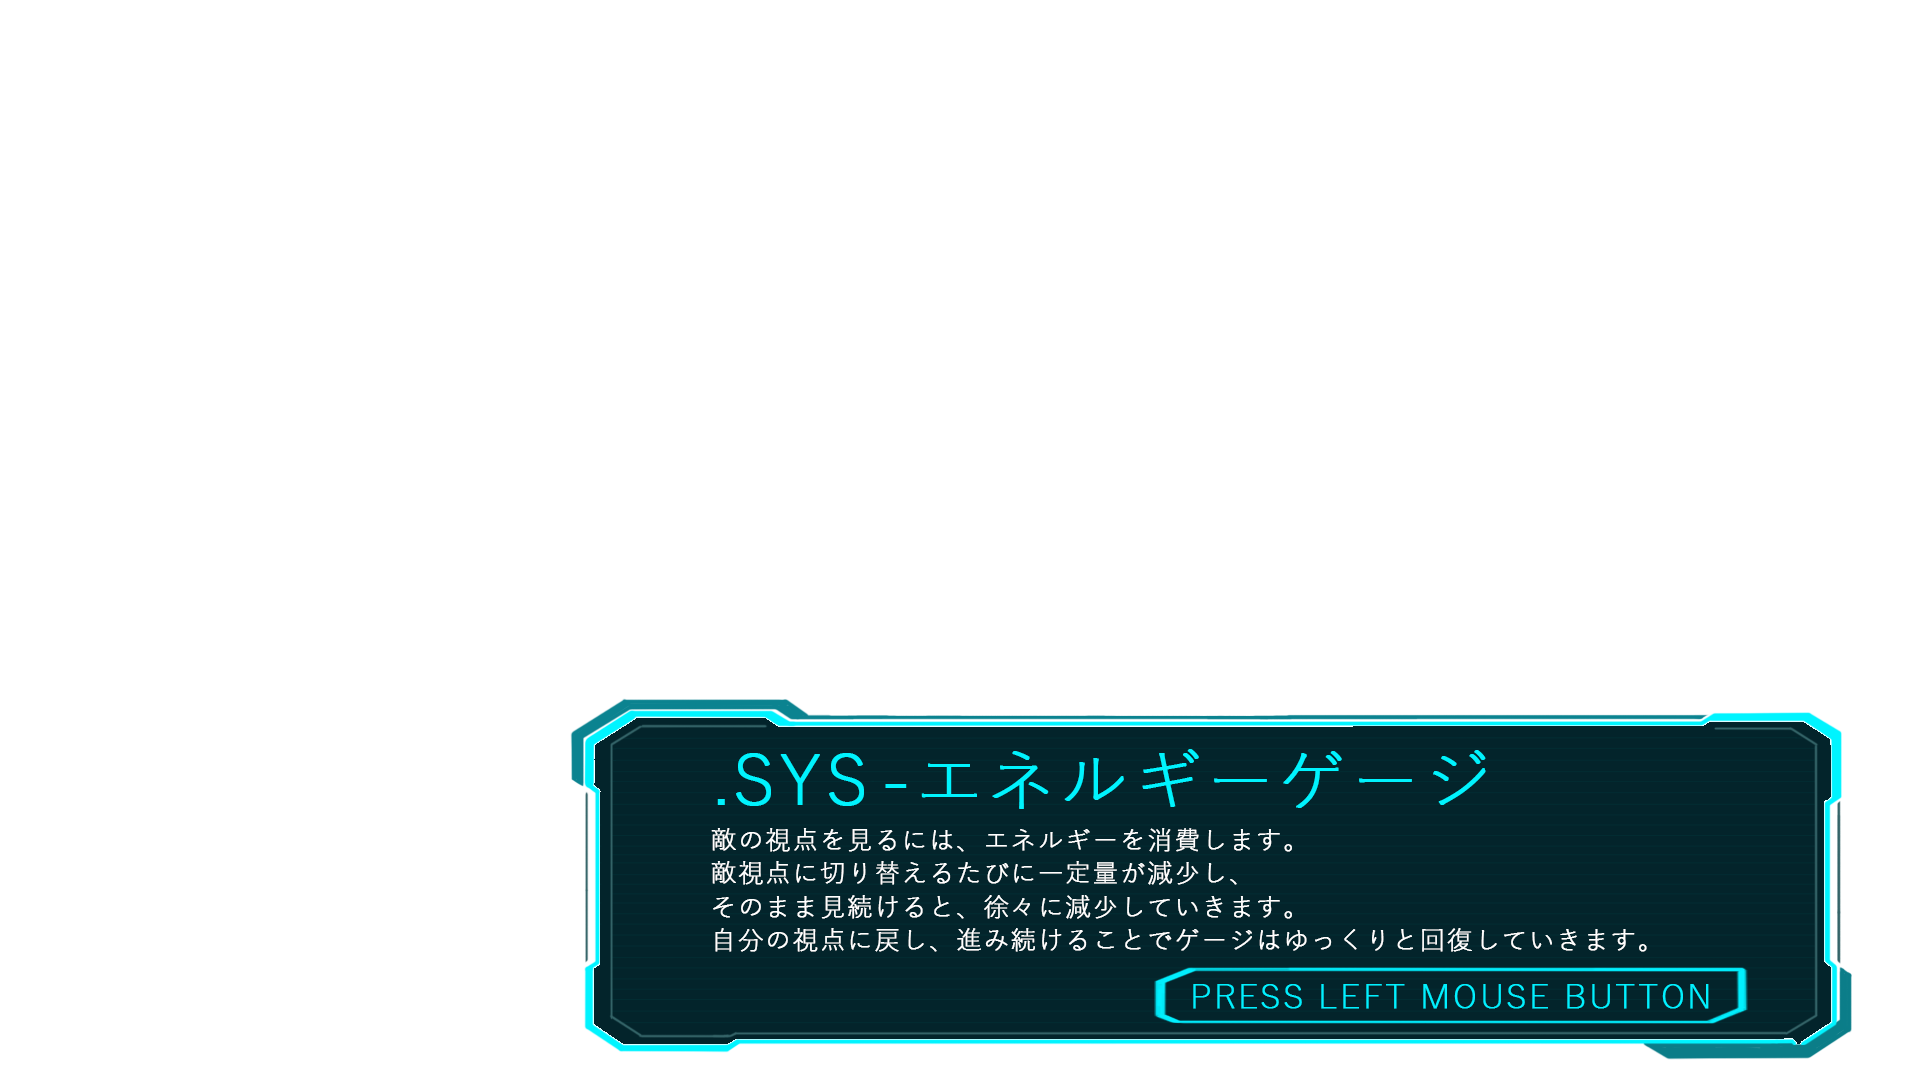 .SYS-エネルギーゲージ
敵の視点を見るには、エネルギーを消費します。
敵視点に切り替えるたびに一定量が減少し、
そのまま見続けると、徐々に減少していきます。
自分の視点に戻し、進み続けることでゲージはゆっくりと回復していきます。
PRESS LEFT MOUSE BUTTON